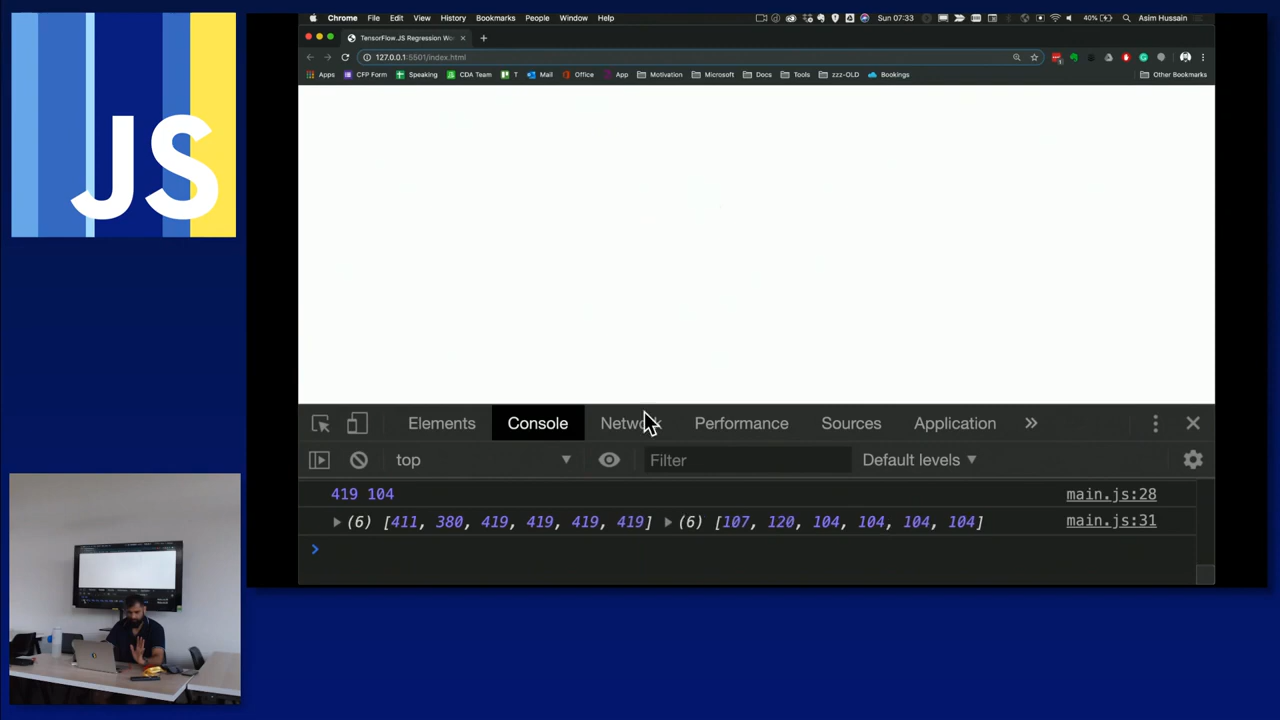 JS
Chrome File Edit View History Bookmarks People Window Help Sun 07:33 40% Asim Hussain
TensorFlow.JS Regression Wo
127.0.0.1:5501/index.html
Apps CFP Form Speaking CDA Team T Mail Office App Motivation Microsoft Docs Tools zzz-OLD Bookings Other Bookmarks
Elements Console Network Performance Sources Application »
top Filter Default levels
419 104 main.js:28
(6) [411, 380, 419, 419, 419, 419] (6) [107, 120, 104, 104, 104, 104] main.js:31